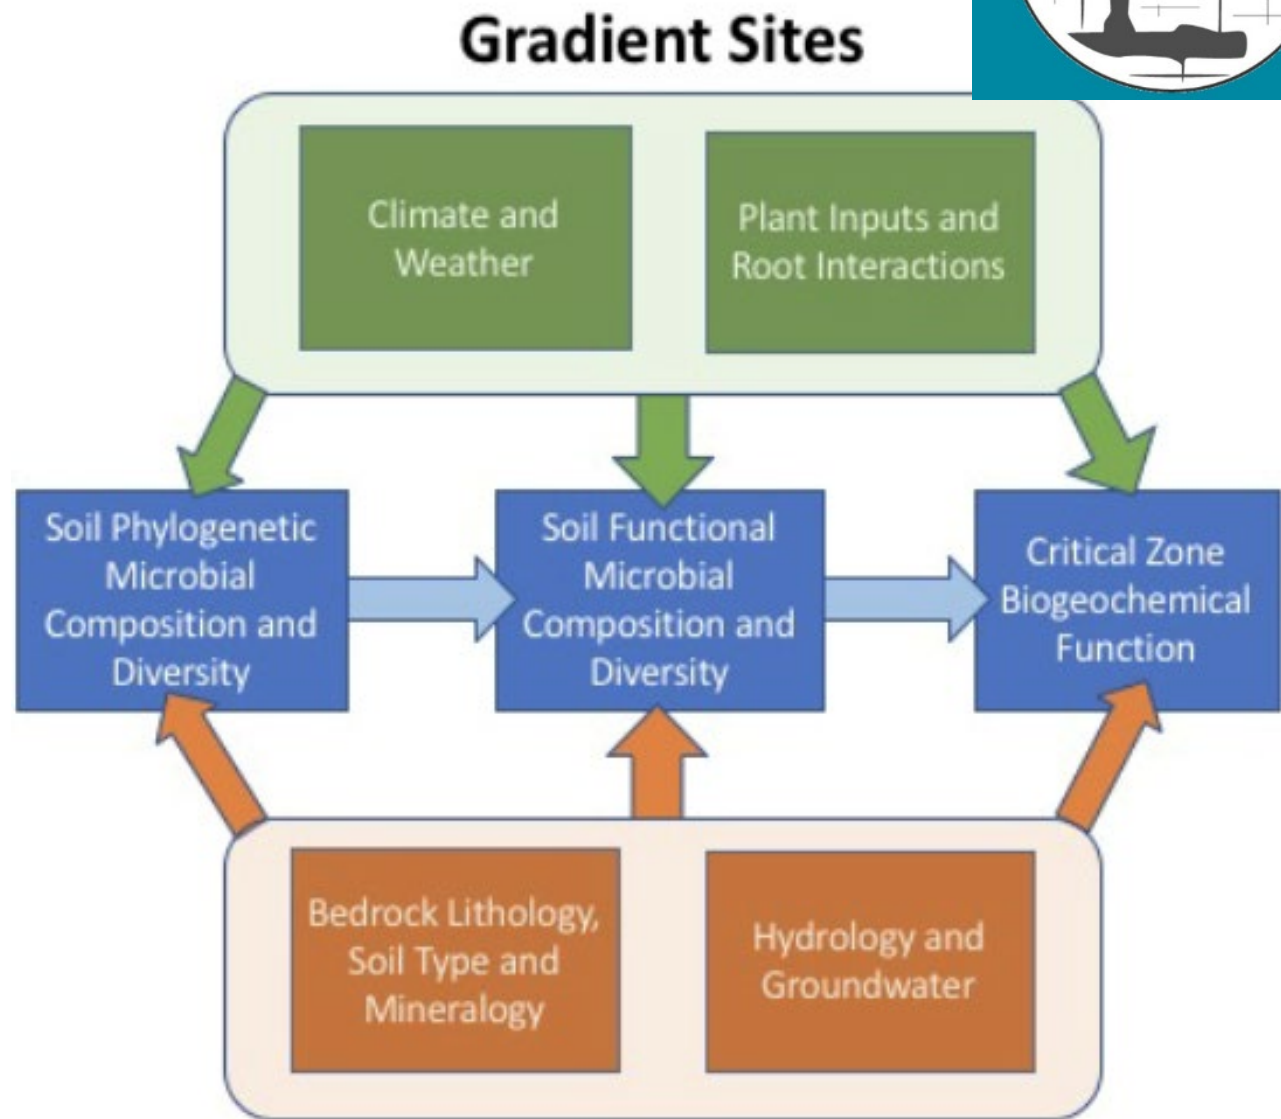 Gradient Sites
Climate and
Weather
Plant Inputs and
Root Interactions
Soil Phylogenetic
Microbial
Composition and
Diversity
Soil Functional
Microbial
Composition and
Diversity
Critical Zone
Biogeochemical
Function
Bedrock Lithology,
Soil Type and
Mineralogy
Hydrology and
Groundwater